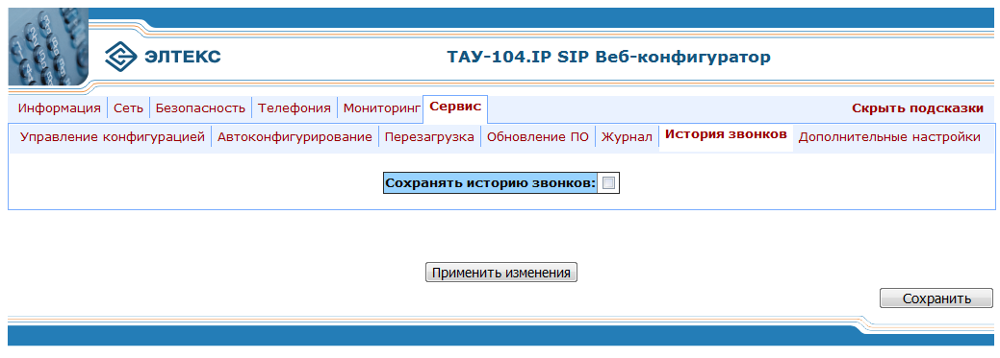 ЭЛТЕКС
ТАУ-104.IP SIP Веб-конфигуратор
Информация Сеть Безопасность Телефония Мониторинг Сервис Скрыть подсказки
Управление конфигурацией Автоконфигурирование Перезагрузка Обновление ПО Журнал История звонков Дополнительные настройки
Сохранять историю звонков:
Применить изменения
Сохранить